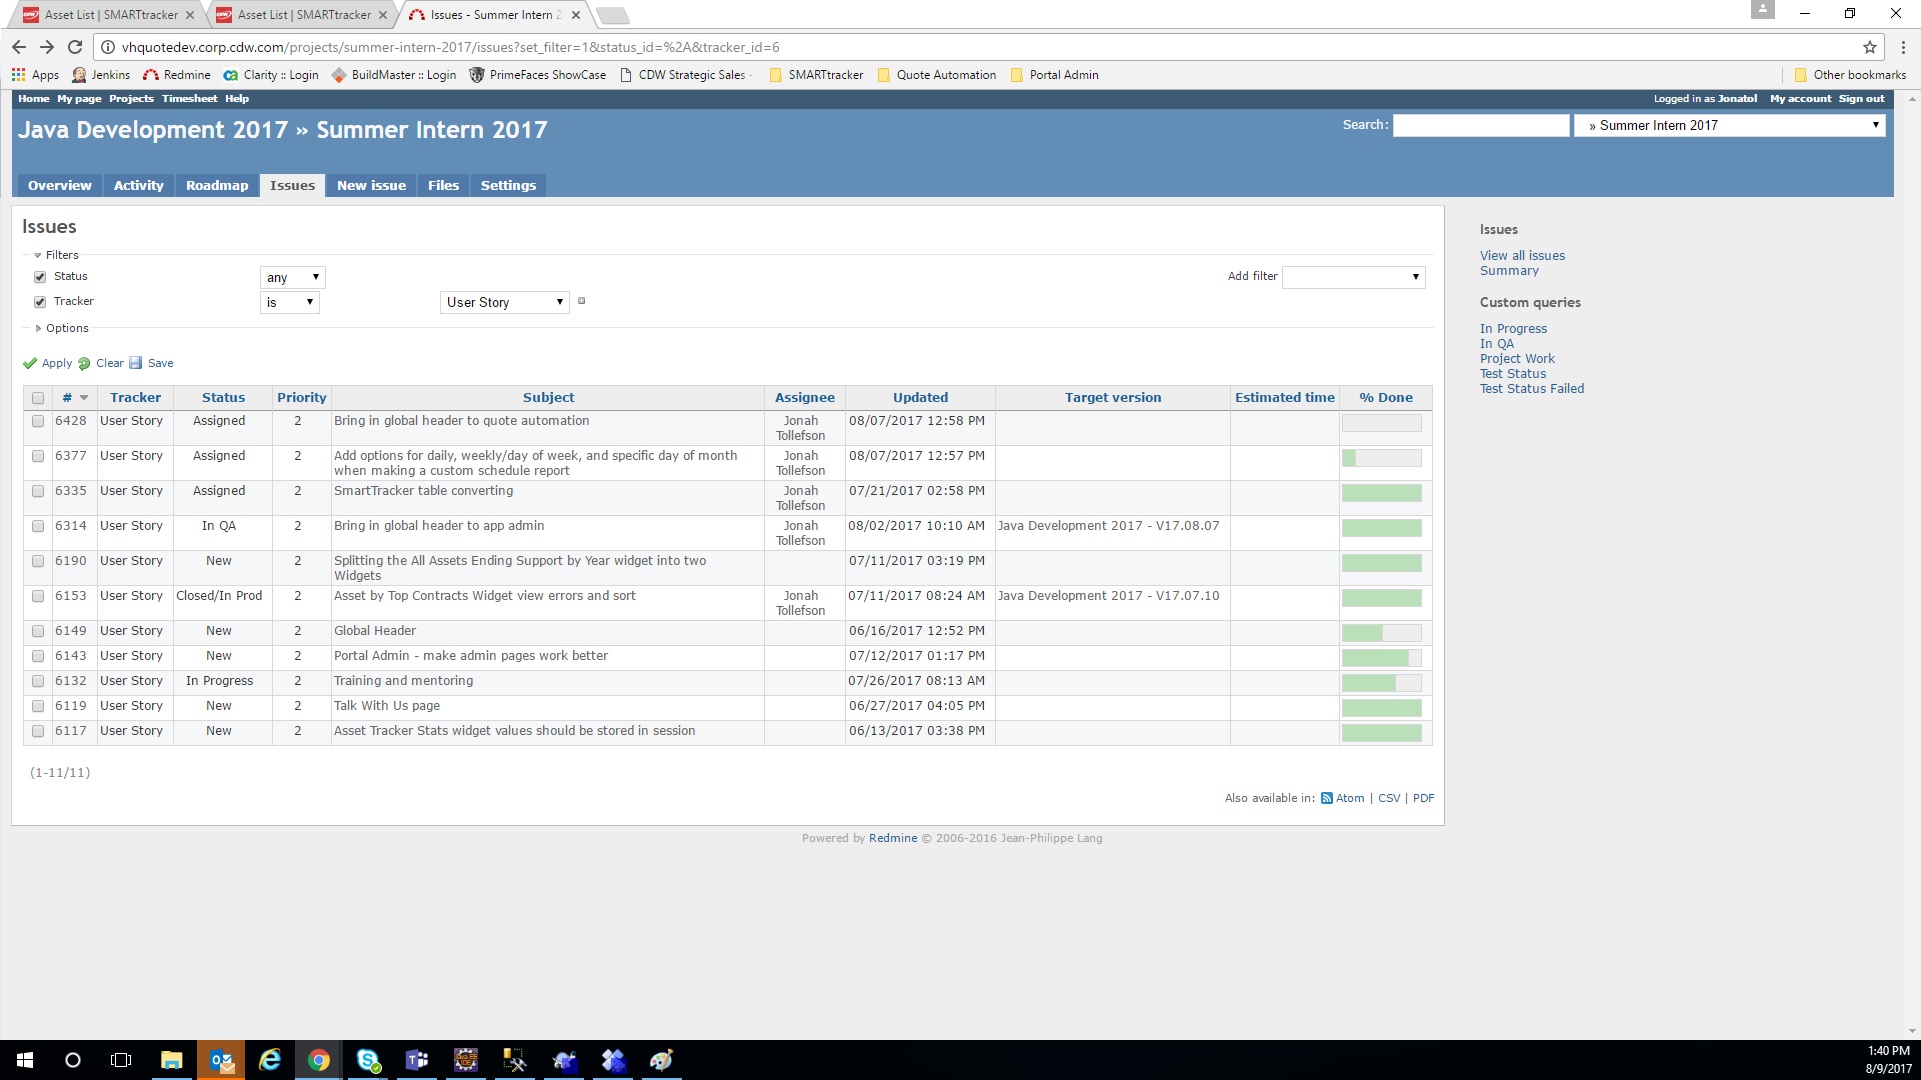 Asset List | SMARTtracker
Asset List | SMARTtracker
Issues - Summer Intern 2
vhquotedev.corp.cdw.com/projects/summer-intern-2017/issues?set_filter=1&status_id=%2A&tracker_id=6
Apps Jenkins Redmine Clarity :: Login BuildMaster :: Login PrimeFaces ShowCase CDW Strategic Sales - SMARTtracker Quote Automation Portal Admin Other bookmarks
Home My page Projects Timesheet Help Logged in as Jonatol My account Sign out
Java Development 2017 » Summer Intern 2017
Search: » Summer Intern 2017
Overview Activity Roadmap Issues New issue Files Settings
Issues
Filters
Status any Add filter
Tracker is User Story
Options
Apply Clear Save
# Tracker Status Priority Subject Assignee Updated Target version Estimated time % Done
6428 User Story Assigned 2 Bring in global header to quote automation Jonah Tollefson 08/07/2017 12:58 PM
6377 User Story Assigned 2 Add options for daily, weekly/day of week, and specific day of month when making a custom schedule report Jonah Tollefson 08/07/2017 12:57 PM
6335 User Story Assigned 2 SmartTracker table converting Jonah Tollefson 07/21/2017 02:58 PM
6314 User Story In QA 2 Bring in global header to app admin Jonah Tollefson 08/02/2017 10:10 AM Java Development 2017 - V17.08.07
6190 User Story New 2 Splitting the All Assets Ending Support by Year widget into two Widgets 07/11/2017 03:19 PM
6153 User Story Closed/In Prod 2 Asset by Top Contracts Widget view errors and sort Jonah Tollefson 07/11/2017 08:24 AM Java Development 2017 - V17.07.10
6149 User Story New 2 Global Header 06/16/2017 12:52 PM
6143 User Story New 2 Portal Admin - make admin pages work better 07/12/2017 01:17 PM
6132 User Story In Progress 2 Training and mentoring 07/26/2017 08:13 AM
6119 User Story New 2 Talk With Us page 06/27/2017 04:05 PM
6117 User Story New 2 Asset Tracker Stats widget values should be stored in session 06/13/2017 03:38 PM
(1-11/11)
Also available in: Atom | CSV | PDF
Powered by Redmine © 2006-2016 Jean-Philippe Lang
Issues
View all issues
Summary
Custom queries
In Progress
In QA
Project Work
Test Status
Test Status Failed
1:40 PM
8/9/2017